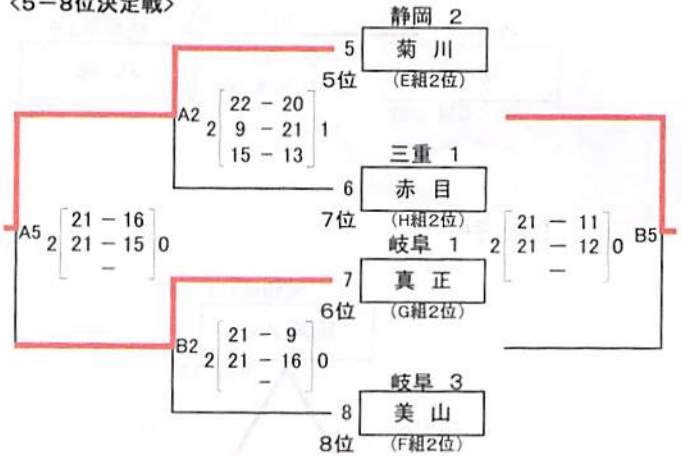 <5－8位決定戦>
静岡 2
5 菊 川
5位 (E組2位)
A2 2 22 － 20 1
9 － 21
15 － 13
三重 1
6 赤 目
7位 (H組2位)
A5 2 21 － 16 0
21 － 15
－
岐阜 1
7 真 正
6位 (G組2位)
2 21 － 11 0 B5
21 － 12
－
B2 2 21 － 9 0
21 － 16
－
岐阜 3
8 美 山
8位 (F組2位)